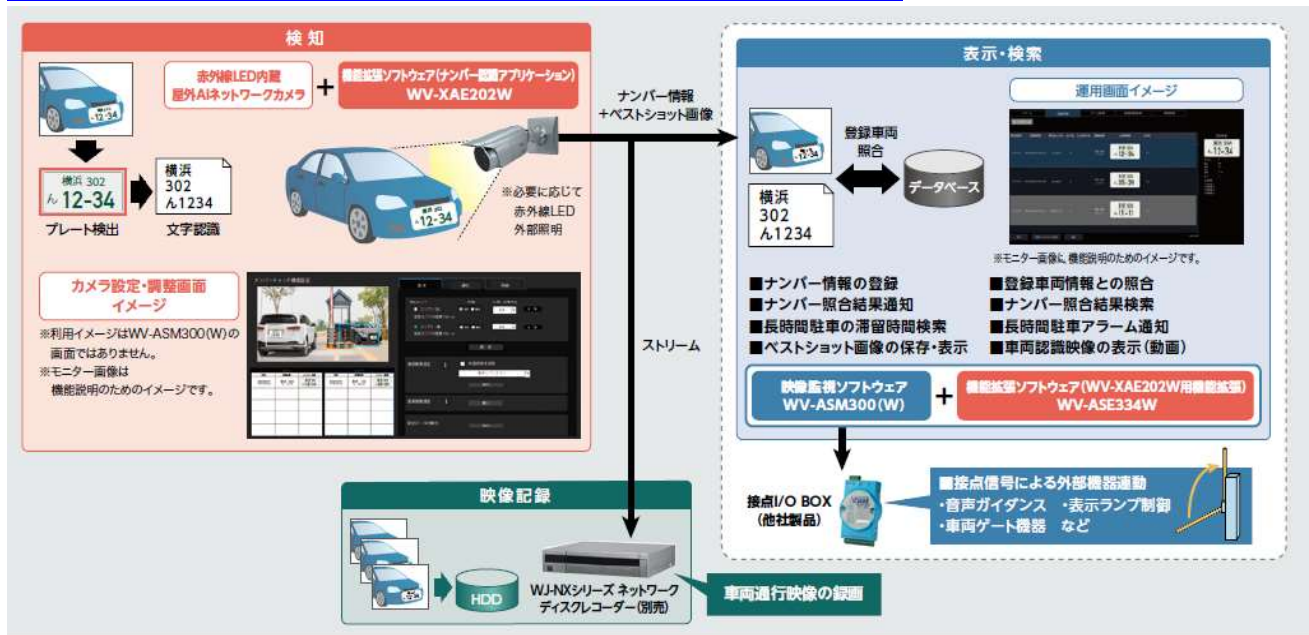 検知
赤外線LED内蔵
屋外Aiネットワークカメラ
+
機能拡張ソフトウェア(ナンバー認識アプリケーション)
WV-XAE202W
12-34
横浜 302
ん 12-34
プレート検出
横浜
302
ん1234
文字認識
12-34
※必要に応じて
赤外線LED
外部照明
カメラ設定・調整画面
イメージ
※利用イメージはWV-ASM300(W)の
画面ではありません。
※モニター画像は
機能説明のためのイメージです。
ナンバー情報
+ベストショット画像
ストリーム
表示・検索
12-34
横浜
302
ん1234
登録車両
照合
データベース
運用画面イメージ
12-34
12-34
※モニター画像は、機能説明のためのイメージです。
■ナンバー情報の登録
■ナンバー照合結果通知
■長時間駐車の滞留時間検索
■ベストショット画像の保存・表示
■登録車両情報との照合
■ナンバー照合結果検索
■長時間駐車アラーム通知
■車両認識映像の表示(動画)
映像監視ソフトウェア
WV-ASM300(W)
+
機能拡張ソフトウェア(WV-XAE202W用機能拡張)
WV-ASE334W
接点I/O BOX
(他社製品)
■接点信号による外部機器連動
・音声ガイダンス ・表示ランプ制御
・車両ゲート機器 など
映像記録
12-34
HDD
WJ-NXシリーズ ネットワーク
ディスクレコーダー(別売)
車両通行映像の録画